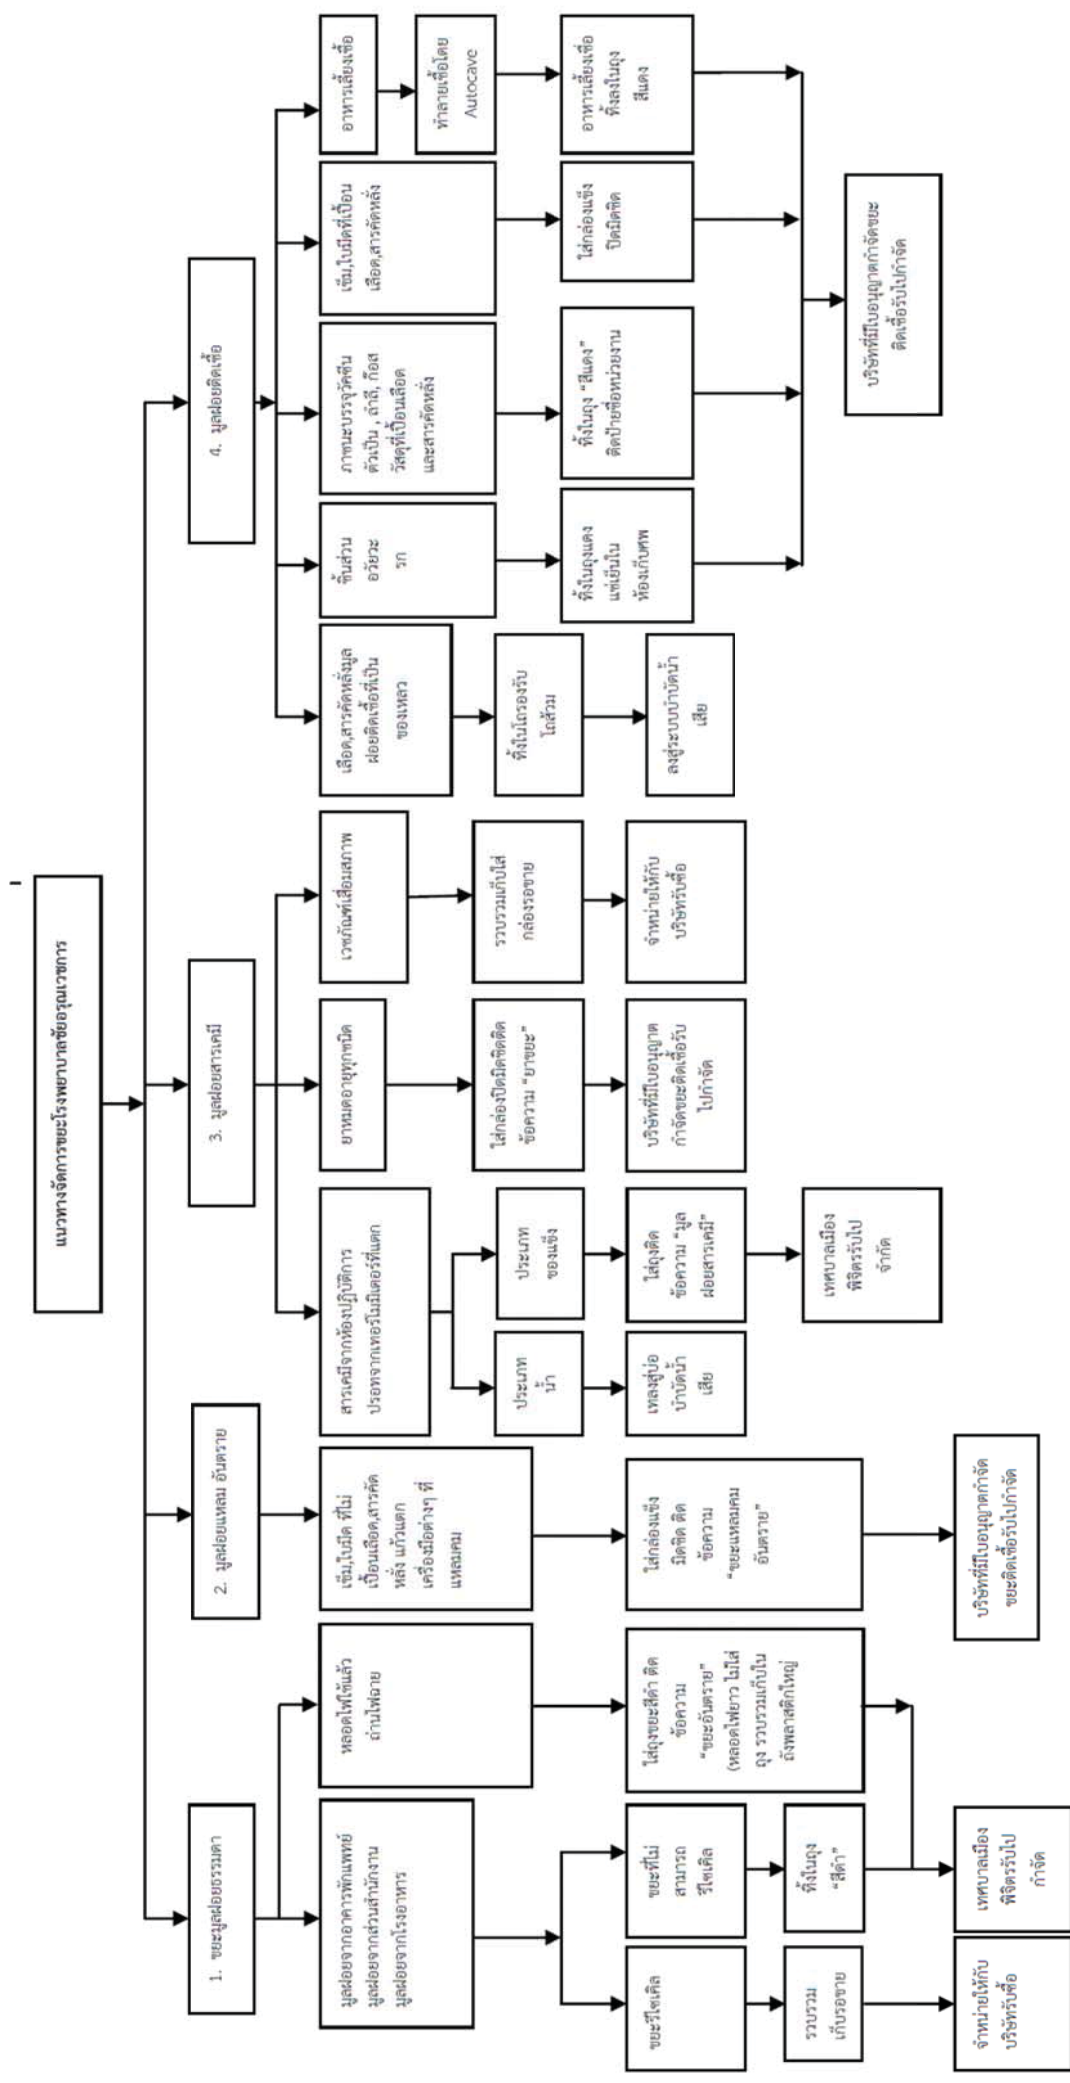 แนวทางจัดการขยะโรงพยาบาลชัยอรุณเวชการ
1. ขยะมูลฝอยธรรมดา
2. มูลฝอยแหลม อันตราย
3. มูลฝอยสารเคมี
4. มูลฝอยติดเชื้อ
มูลฝอยจากอาคารพักแพทย์
มูลฝอยจากส่วนสำนักงาน
มูลฝอยจากโรงอาหาร
หลอดไฟใช้แล้ว
ถ่านไฟฉาย
เข็ม,ใบมีด ที่ไม่
เปื้อนเลือด,สารคัด
หลั่ง แก้วแตก
เครื่องมือต่างๆ ที่
แหลมคม
สารเคมีจากห้องปฏิบัติการ
ปรอทจากเทอร์โมมิเตอร์ที่แตก
ยาหมดอายุทุกชนิด
เวชภัณฑ์เสื่อมสภาพ
เลือด,สารคัดหลั่งมูล
ฝอยติดเชื้อที่เป็น
ของเหลว
ชิ้นส่วน
อวัยวะ
รก
ภาชนะบรรจุวัคซีน
ตัวเป็น , สำลี, ก๊อส
วัสดุที่เปื้อนเลือด
และสารคัดหลั่ง
เข็ม,ใบมีดที่เปื้อน
เลือด,สารคัดหลั่ง
อาหารเลี้ยงเชื้อ
ทำลายเชื้อโดย
Autocave
ประเภท
น้ำ
ประเภท
ของแข็ง
ใส่กล่องปิดมิดชิดติด
ข้อความ “ยาขยะ”
รวบรวมเก็บใส่
กล่องรอขาย
ทิ้งในโถรองรับ
โถส้วม
ทิ้งในถุงแดง
แช่เย็นใน
ห้องเก็บศพ
ทิ้งในถุง “สีแดง”
ติดป้ายชื่อหน่วยงาน
ใส่กล่องแข็ง
ปิดมิดชิด
อาหารเลี้ยงเชื้อ
ทิ้งลงในถุง
สีแดง
ขยะรีไซเคิล
ขยะที่ไม่
สามารถ
รีไซเคิล
ใส่ถุงขยะสีดำ ติด
ข้อความ
“ขยะอันตราย”
(หลอดไฟยาว ไม่ใส่
ถุง รวบรวมเก็บใน
ถังพลาสติกใหญ่
ใส่กล่องแข็ง
มิดชิด ติด
ข้อความ
“ขยะแหลมคม
อันตราย”
เทลงสู่บ่อ
บำบัดน้ำ
เสีย
ใส่ถุงติด
ข้อความ “มูล
ฝอยสารเคมี”
บริษัทที่มีใบอนุญาต
กำจัดขยะติดเชื้อรับ
ไปกำจัด
จำหน่ายให้กับ
บริษัทรับซื้อ
ลงสู่ระบบบำบัดน้ำ
เสีย
รวบรวม
เก็บรอขาย
ทิ้งในถุง
“สีดำ”
เทศบาลเมือง
พิจิตรรับไป
จำกัด
บริษัทที่มีใบอนุญาตกำจัดขยะ
ติดเชื้อรับไปกำจัด
จำหน่ายให้กับ
บริษัทรับซื้อ
เทศบาลเมือง
พิจิตรรับไป
กำจัด
บริษัทที่มีใบอนุญาตกำจัด
ขยะติดเชื้อรับไปกำจัด